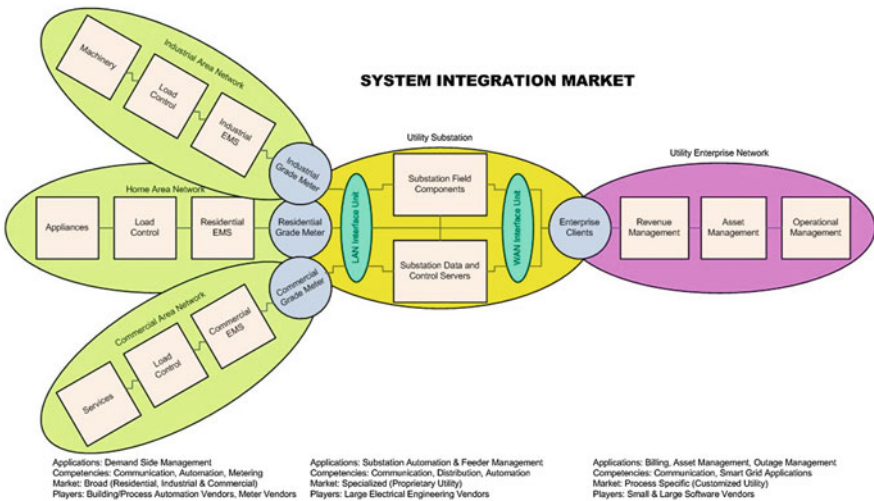 SYSTEM INTEGRATION MARKET
Industrial Area Network
Machinery
Load
Control
Industrial
EMS
Industrial
Grade Meter
Home Area Network
Appliances
Load
Control
Residential
EMS
Residential
Grade Meter
Commercial Area Network
Services
Load
Control
Commercial
EMS
Commercial
Grade Meter
Utility Substation
LAN Interface Unit
Substation Field
Components
Substation Data and
Control Servers
WAN Interface Unit
Enterprise
Clients
Utility Enterprise Network
Revenue
Management
Asset
Management
Operational
Management
Applications: Demand Side Management
Competencies: Communication, Automation, Metering
Market: Broad (Residential, Industrial & Commercial)
Players: Building/Process Automation Vendors, Meter Vendors
Applications: Substation Automation & Feeder Management
Competencies: Communication, Distribution, Automation
Market: Specialized (Proprietary Utility)
Players: Large Electrical Engineering Vendors
Applications: Billing, Asset Management, Outage Management
Competencies: Communication, Smart Grid Applications
Market: Process Specific (Customized Utility)
Players: Small & Large Software Vendors